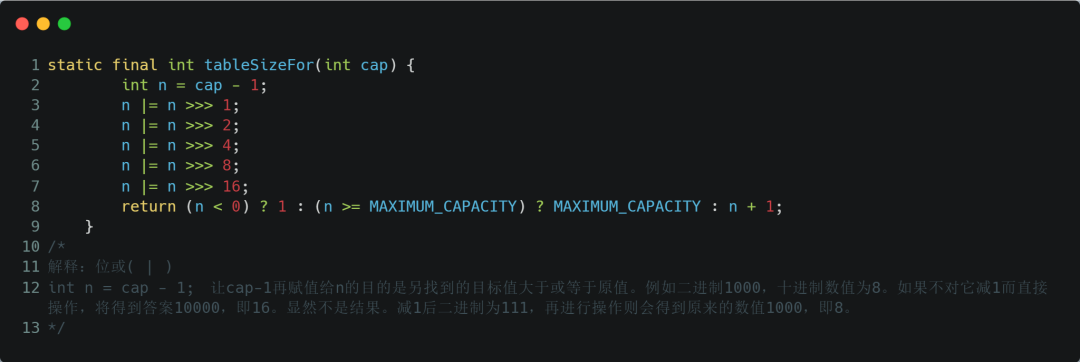 1 static final int tableSizeFor(int cap) {
2 int n = cap - 1;
3 n |= n >>> 1;
4 n |= n >>> 2;
5 n |= n >>> 4;
6 n |= n >>> 8;
7 n |= n >>> 16;
8 return (n < 0) ? 1 : (n >= MAXIMUM_CAPACITY) ? MAXIMUM_CAPACITY : n + 1;
9 }
10 /*
11 解释：位或( | )
12 int n = cap - 1; 让cap-1再赋值给n的目的是另找到的目标值大于或等于原值。例如二进制1000，十进制数值为8。如果不对它减1而直接
操作，将得到答案10000，即16。显然不是结果。减1后二进制为111，再进行操作则会得到原来的数值1000，即8。
13 */